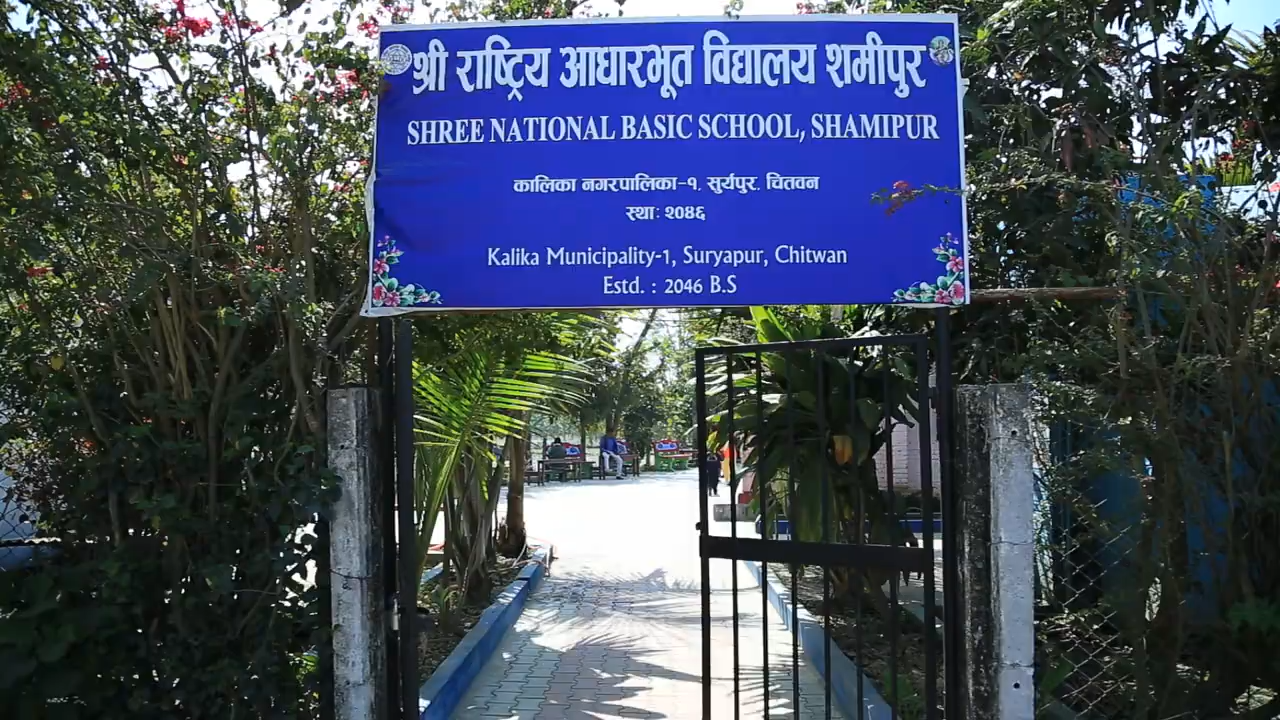 श्री राष्ट्रिय आधारभूत विद्यालय शमीपुर
SHREE NATIONAL BASIC SCHOOL, SHAMIPUR
कालिका नगरपालिका-१, सुर्यपुर, चितवन
स्था: २०४६
Kalika Municipality-1, Suryapur, Chitwan
Estd. : 2046 B.S